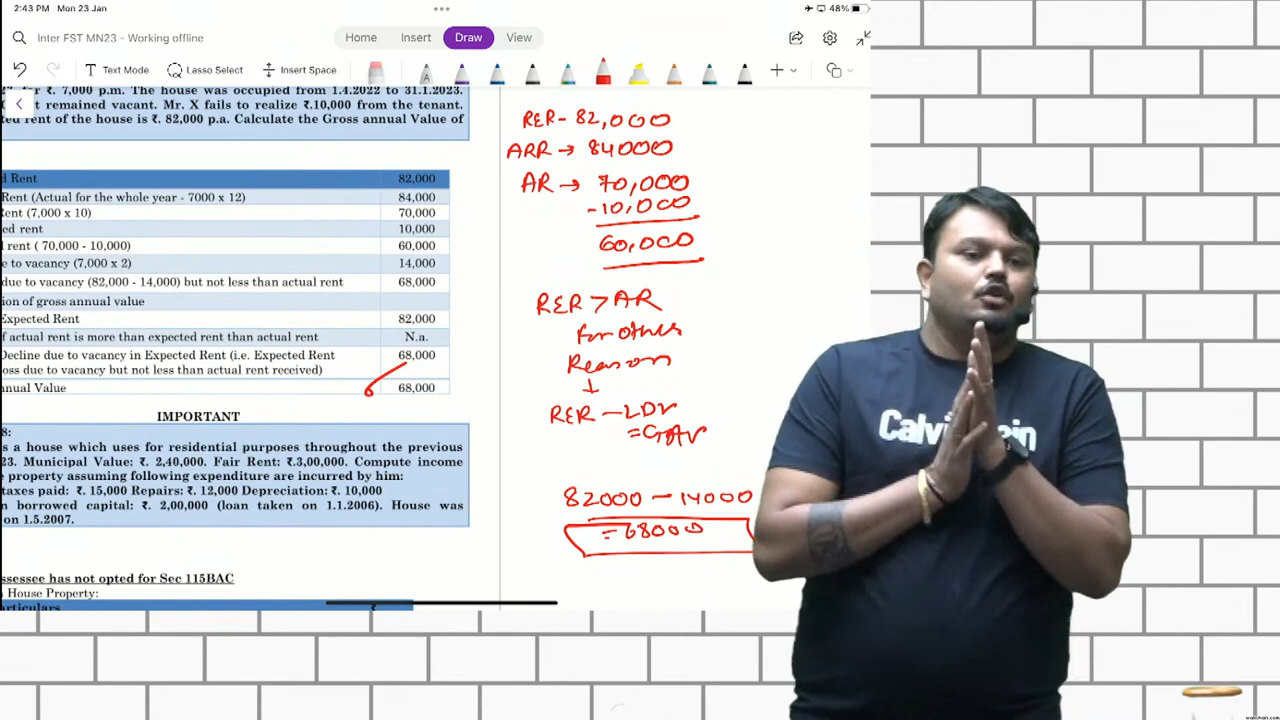 2:43 PM Mon 23 Jan
48%
Inter FST MN23 - Working offline
Home Insert Draw View
Text Mode Lasso Select Insert Space
7,000 p.m. The house was occupied from 1.4.2022 to 31.1.2023.
remained vacant. Mr. X fails to realize ₹.10,000 from the tenant.
rent of the house is ₹. 82,000 p.a. Calculate the Gross annual Value of
d Rent 82,000
Rent (Actual for the whole year - 7000 x 12) 84,000
Rent (7,000 x 10) 70,000
ed rent 10,000
l rent ( 70,000 - 10,000) 60,000
e to vacancy (7,000 x 2) 14,000
due to vacancy (82,000 - 14,000) but not less than actual rent 68,000
ion of gross annual value
Expected Rent 82,000
f actual rent is more than expected rent than actual rent N.a.
Decline due to vacancy in Expected Rent (i.e. Expected Rent 68,000
oss due to vacancy but not less than actual rent received)
nnual Value 68,000
IMPORTANT
8:
s a house which uses for residential purposes throughout the previous
23. Municipal Value: ₹. 2,40,000. Fair Rent: ₹.3,00,000. Compute income
e property assuming following expenditure are incurred by him:
taxes paid: ₹. 15,000 Repairs: ₹. 12,000 Depreciation: ₹. 10,000
n borrowed capital: ₹. 2,00,000 (loan taken on 1.1.2006). House was
on 1.5.2007.
ssessee has not opted for Sec 115BAC
n House Property:
articulars ₹
RER - 82,000
ARR → 84000
AR → 70,000
-10,000
60,000
RER > AR
for other
Reason
↓
RER - LDV
= GAV
82000 - 14000
= 68000
Calvin ein